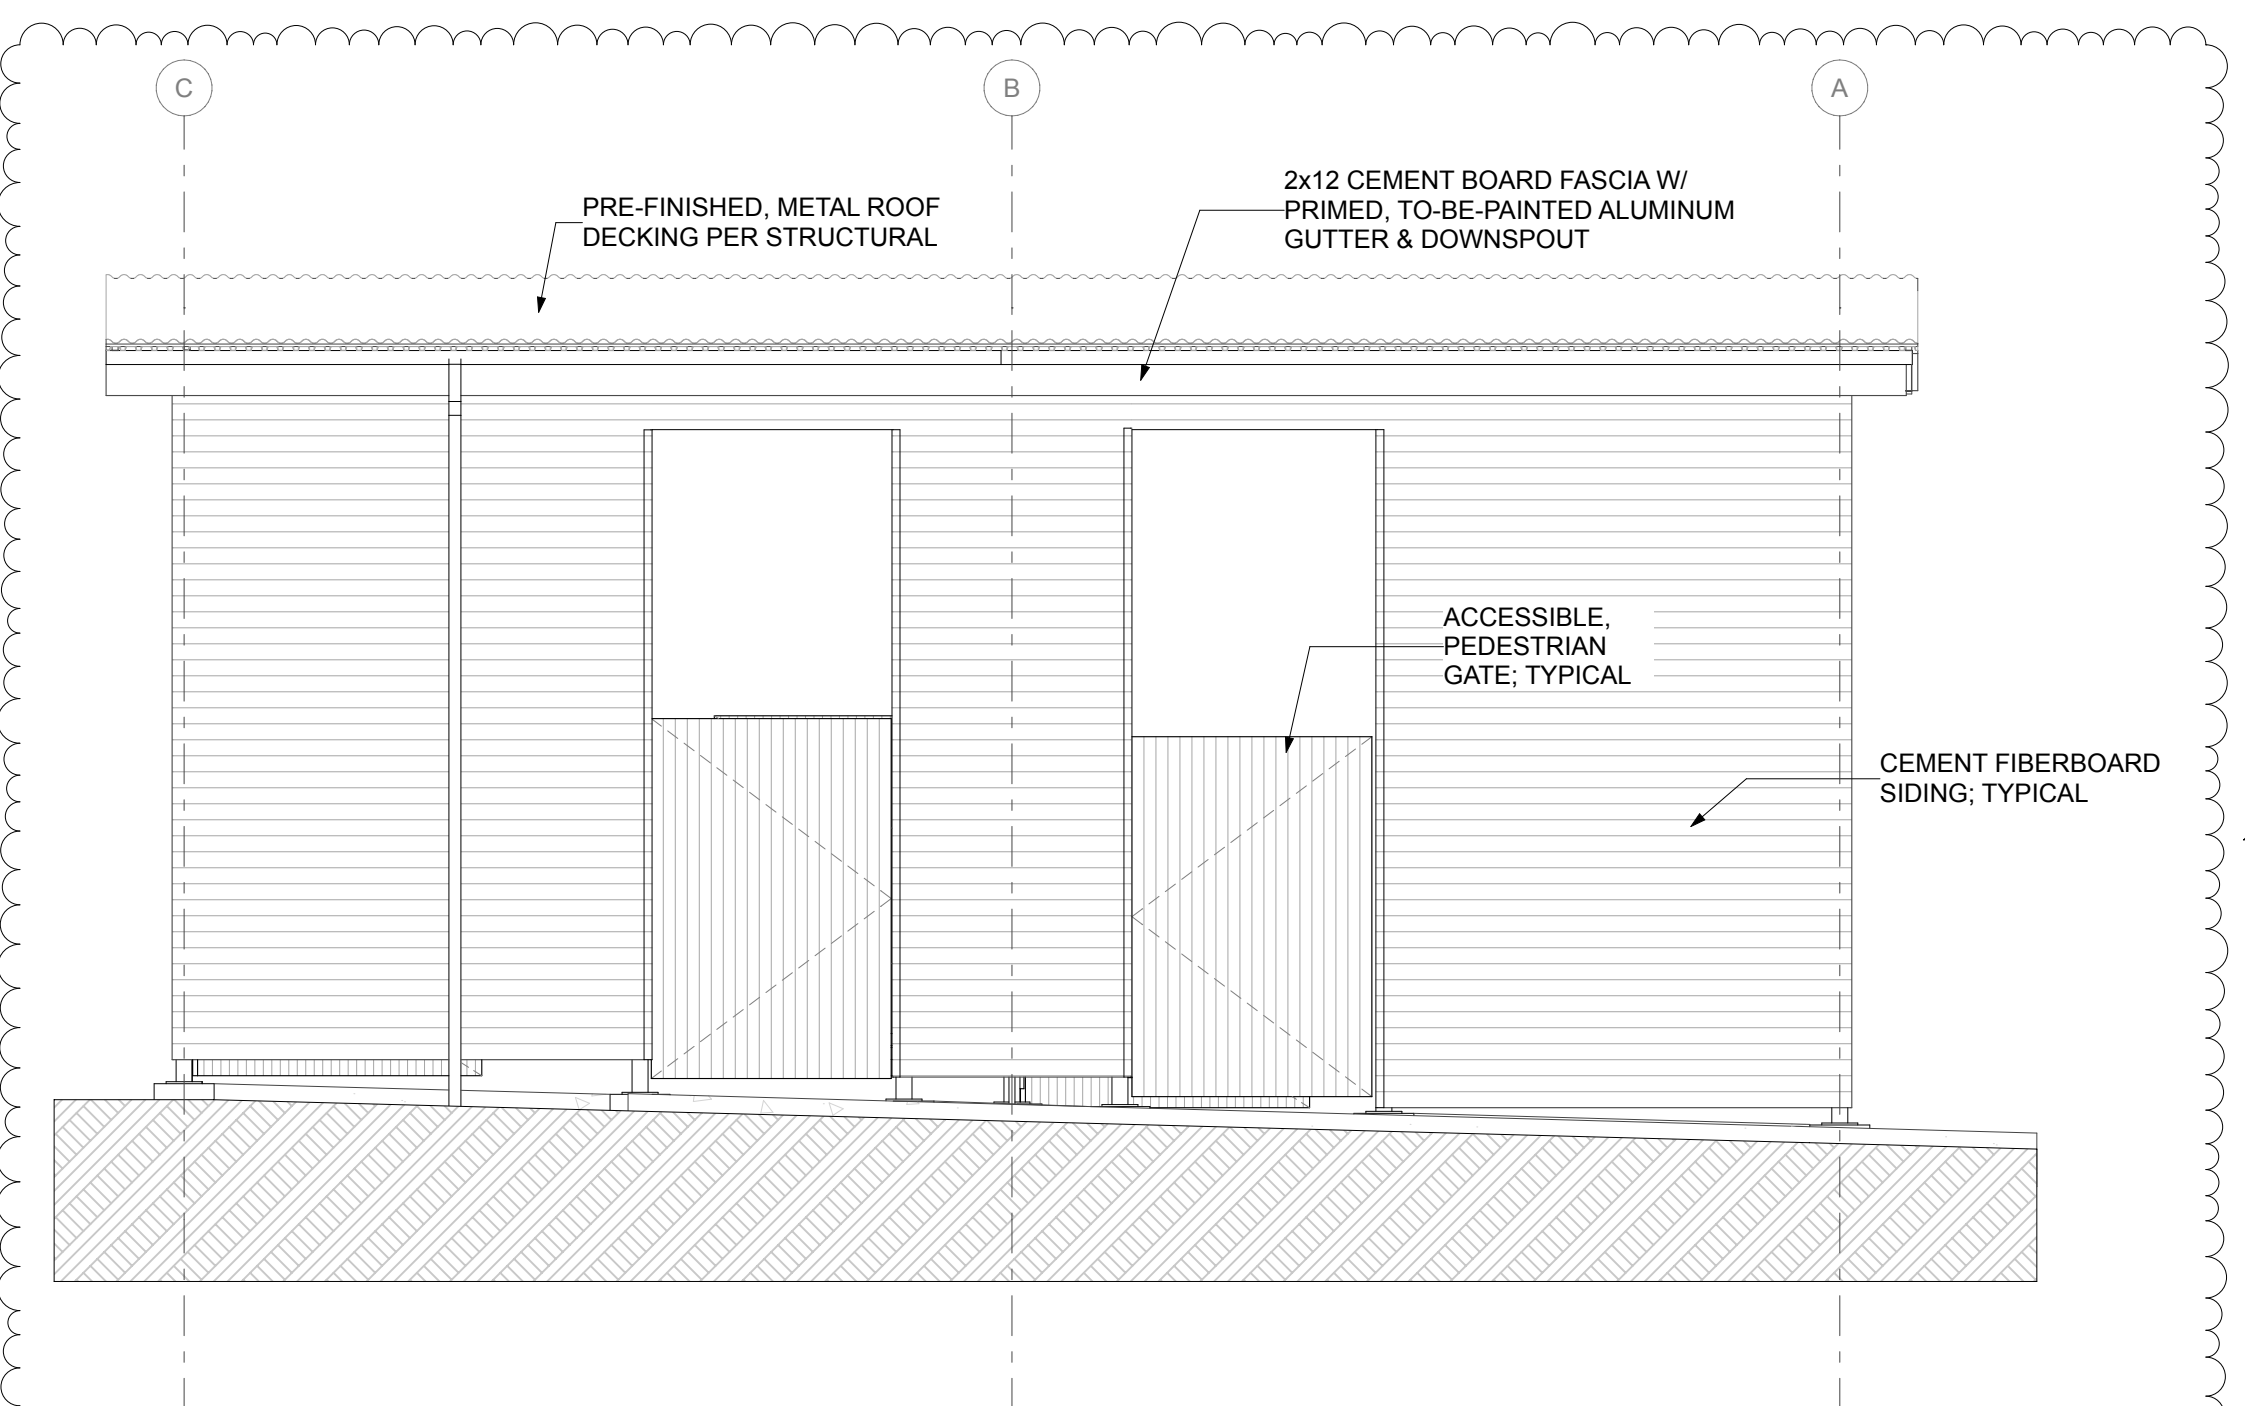 C
B
A
2x12 CEMENT BOARD FASCIA W/
PRIMED, TO-BE-PAINTED ALUMINUM
GUTTER & DOWNSPOUT
PRE-FINISHED, METAL ROOF
DECKING PER STRUCTURAL
ACCESSIBLE,
PEDESTRIAN
GATE; TYPICAL
CEMENT FIBERBOARD
SIDING; TYPICAL